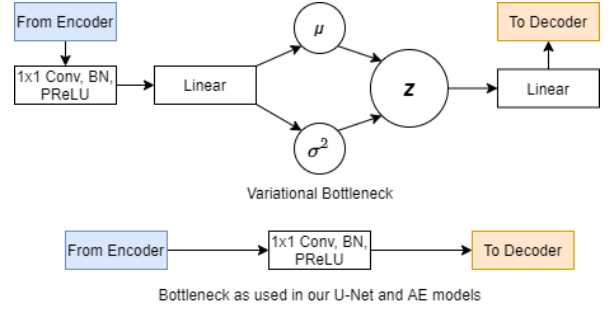 From Encoder
To Decoder
1x1 Conv, BN,
PReLU
Linear
μ
σ²
z
Linear
Variational Bottleneck
From Encoder
1x1 Conv, BN,
PReLU
To Decoder
Bottleneck as used in our U-Net and AE models